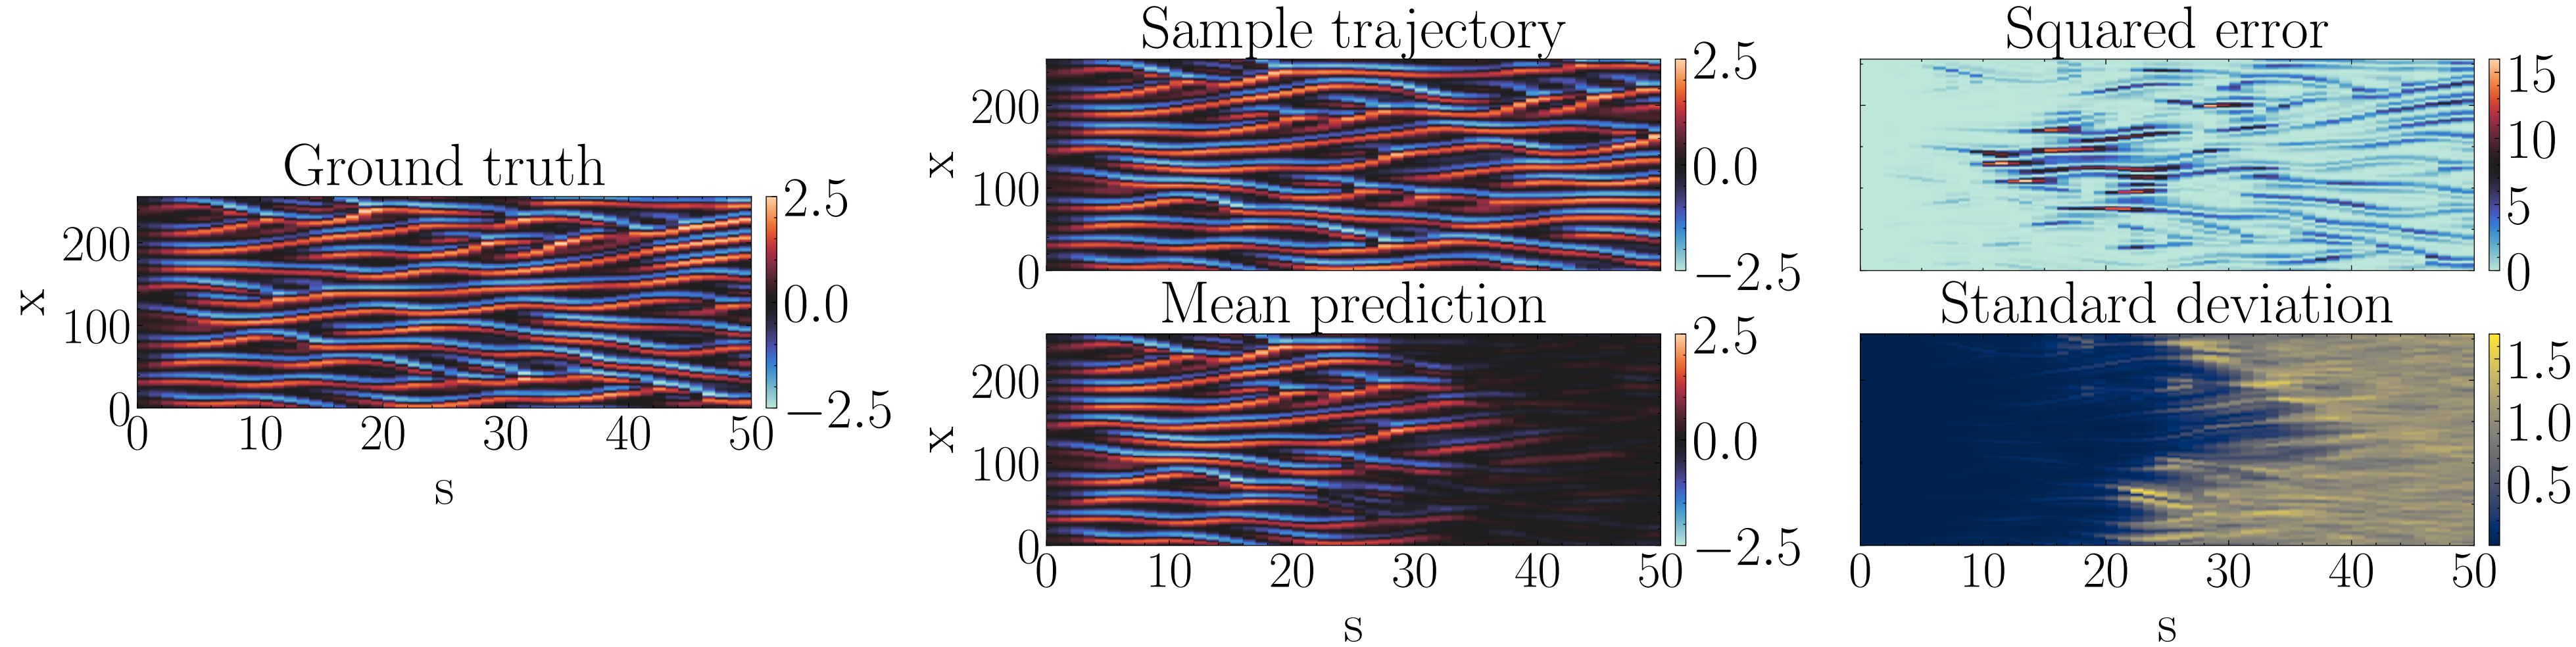 Ground truth
x
200
100
0
0 10 20 30 40 50
s
2.5
0.0
−2.5
Sample trajectory
x
200
100
0
2.5
0.0
−2.5
Squared error
15
10
5
0
Mean prediction
x
200
100
0
0 10 20 30 40 50
s
2.5
0.0
−2.5
Standard deviation
0 10 20 30 40 50
s
1.5
1.0
0.5